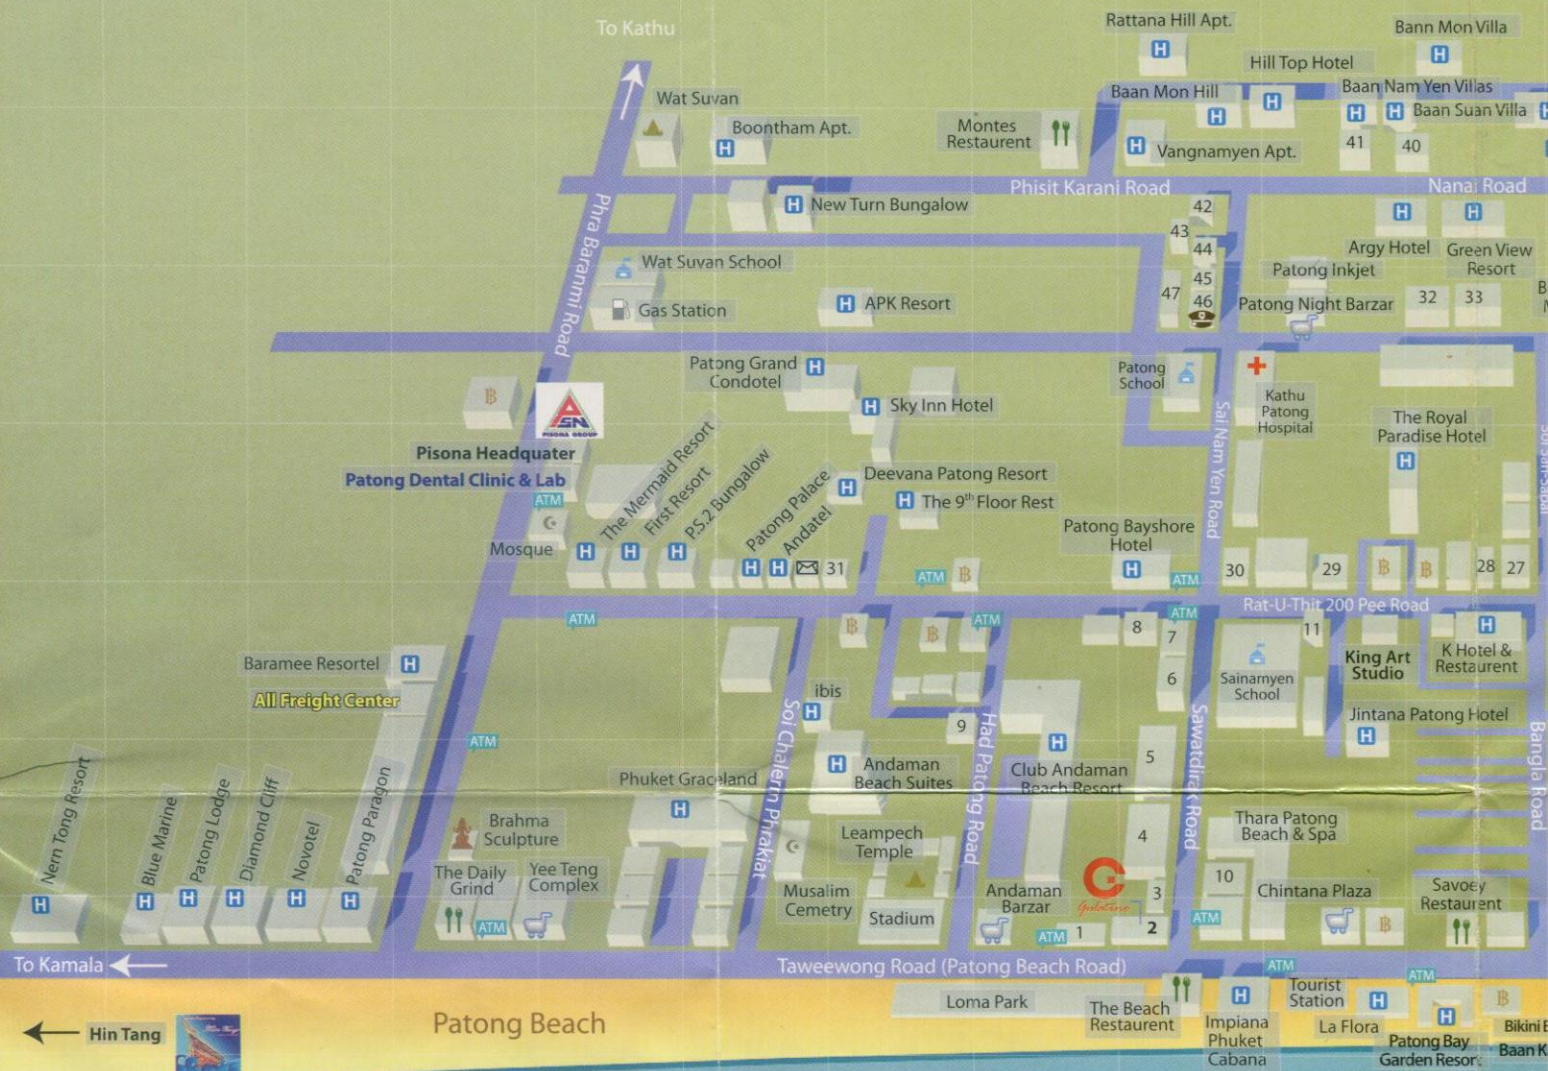 To Kathu
Rattana Hill Apt.
Bann Mon Villa
Hill Top Hotel
Wat Suvan
Baan Mon Hill
Baan Nam Yen Villas
Baan Suan Villa
Boontham Apt.
Montes
Restaurent
Vangnamyen Apt.
41
40
Phisit Karani Road
Nanai Road
New Turn Bungalow
42
43
44
Phra Baranmi Road
Argy Hotel
Green View
Resort
Wat Suvan School
45
46
47
Patong Inkjet
Patong Night Barzar
32
33
Gas Station
APK Resort
Patong Grand
Condotel
Patong
School
Kathu
Patong
Hospital
Sky Inn Hotel
PSN
PISONA GROUP
The Royal
Paradise Hotel
Pisona Headquater
Patong Dental Clinic & Lab
ATM
Mosque
The Mermaid Resort
First Resort
P.S.2 Bungalow
Patong Palace
Andatel
Deevana Patong Resort
The 9th Floor Rest
Sai Nam Yen Road
Patong Bayshore
Hotel
31
ATM
ATM
30
29
28
27
Rat-U-Thit 200 Pee Road
ATM
ATM
ATM
8
7
11
Baramee Resortel
All Freight Center
ibis
6
Sainamyen
School
King Art
Studio
K Hotel &
Restaurent
Jintana Patong Hotel
ATM
Soi Chalerm Phrakiat
9
Had Patong Road
5
Sawatdirak Road
Bangla Road
Andaman
Beach Suites
Club Andaman
Beach Resort
Phuket Graceland
Nern Tong Resort
Blue Marine
Patong Lodge
Diamond Cliff
Novotel
Patong Paragon
Brahma
Sculpture
Leampech
Temple
4
Thara Patong
Beach & Spa
The Daily
Grind
Yee Teng
Complex
Musalim
Cemetry
Stadium
Andaman
Barzar
Gelatino
3
10
Chintana Plaza
Savoey
Restaurent
ATM
ATM
1
2
ATM
To Kamala
Taweewong Road (Patong Beach Road)
ATM
ATM
Loma Park
The Beach
Restaurent
Impiana
Phuket
Cabana
Tourist
Station
La Flora
Patong Bay
Garden Resort
Bikini
Baan K
Hin Tang
Patong Beach